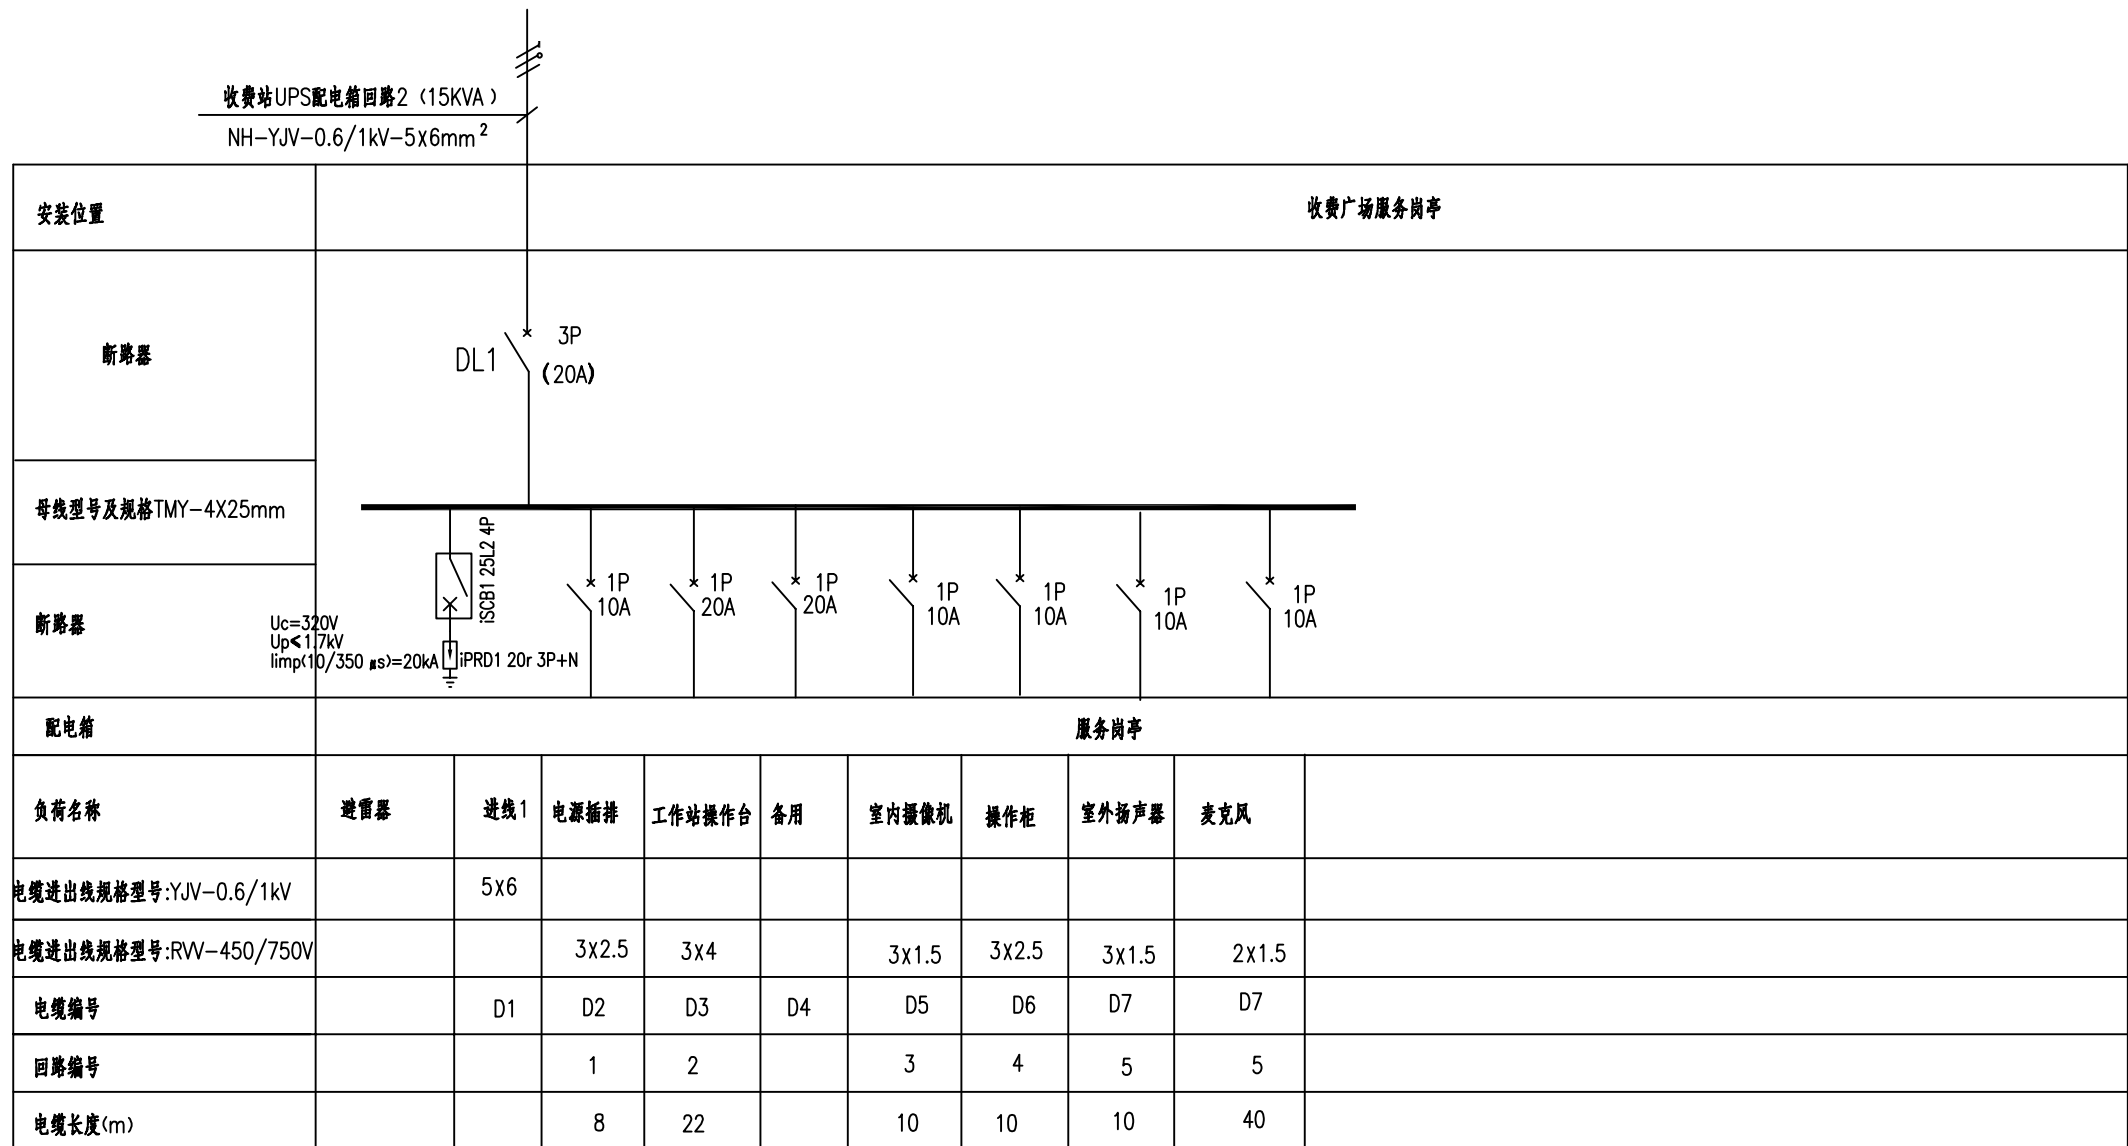 收费站UPS配电箱回路2（15KVA）
NH-YJV-0.6/1kV-5X6mm²
安装位置 收费广场服务岗亭
断路器 DL1 3P
(20A)
母线型号及规格TMY-4X25mm
断路器
iSCB1 25L2 4P
Uc=320V
Up<1.7kV
Iimp(10/350 μs)=20kA iPRD1 20r 3P+N
1P 1P 1P 1P 1P 1P 1P
10A 20A 20A 10A 10A 10A 10A
配电箱 服务岗亭
负荷名称 避雷器 进线1 电源插排 工作站操作台 备用 室内摄像机 操作柜 室外扬声器 麦克风
电缆进出线规格型号:YJV-0.6/1kV 5X6
电缆进出线规格型号:RVV-450/750V 3X2.5 3X4 3X1.5 3X2.5 3X1.5 2X1.5
电缆编号 D1 D2 D3 D4 D5 D6 D7 D7
回路编号 1 2 3 4 5 5
电缆长度(m) 8 22 10 10 10 40